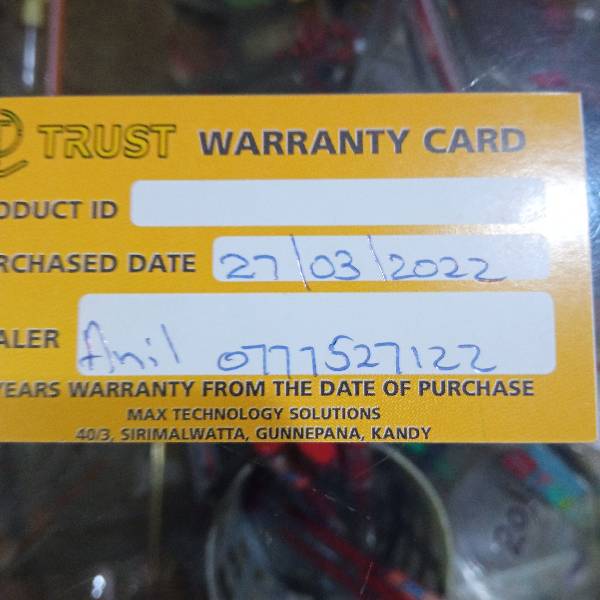 TRUST WARRANTY CARD
ODUCT ID
RCHASED DATE 27/03/2022
ALER Anil 0777527122
YEARS WARRANTY FROM THE DATE OF PURCHASE
MAX TECHNOLOGY SOLUTIONS
40/3, SIRIMALWATTA, GUNNEPANA, KANDY